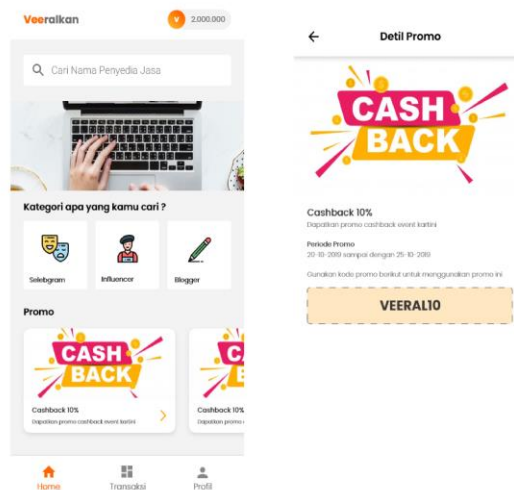 Veeralkan
V 2.000.000
Cari Nama Penyedia Jasa
Kategori apa yang kamu cari ?
Selebgram
Influencer
Blogger
Promo
CASH
BACK
Cashback 10%
Dapatkan promo cashback event kartini
C
B
Cashback 10%
Dapatkan promo
Home
Transaksi
Profil
Detil Promo
CASH
BACK
Cashback 10%
Dapatkan promo cashback event kartini
Periode Promo
20-10-2019 sampai dengan 25-10-2019
Gunakan kode promo berikut untuk menggunakan promo ini
VEERAL10